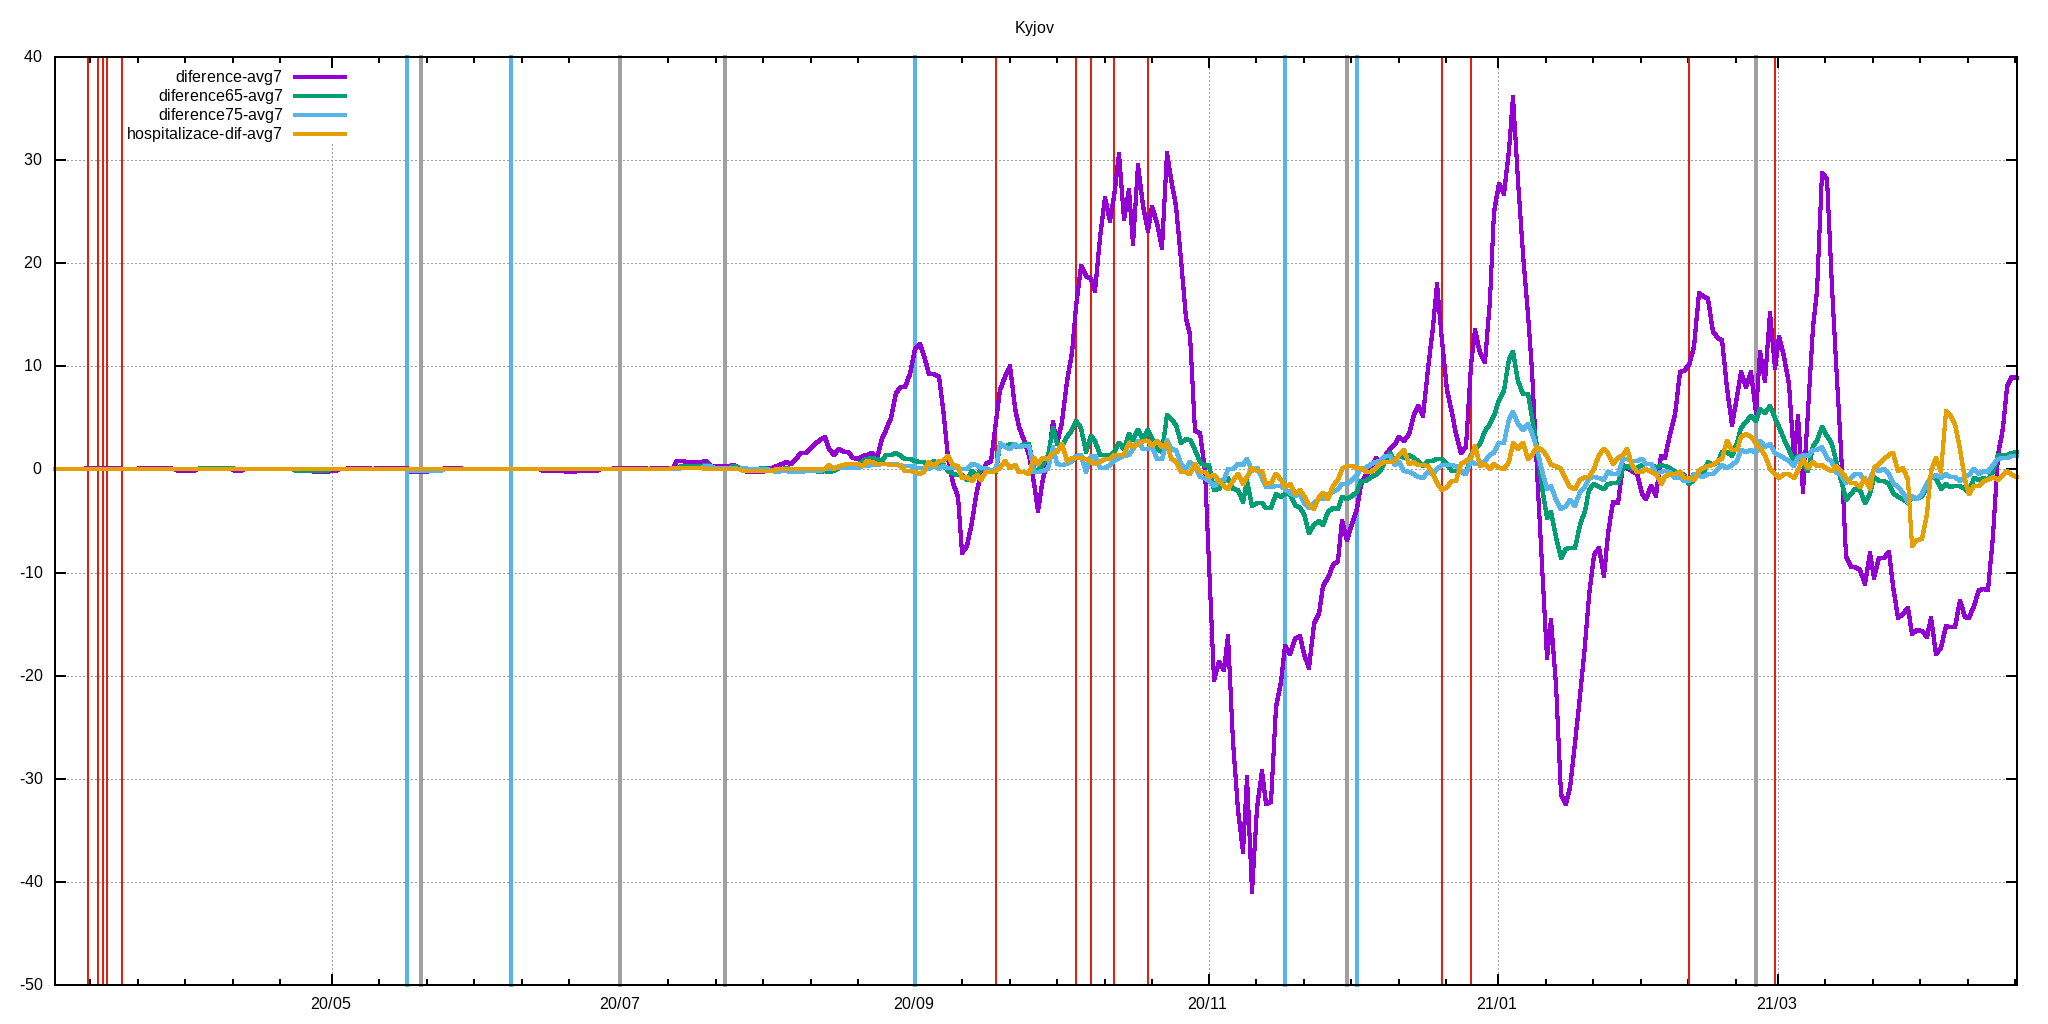 Kyjov
40
30
20
10
0
-10
-20
-30
-40
-50
diference-avg7
diference65-avg7
diference75-avg7
hospitalizace-dif-avg7
20/05 20/07 20/09 20/11 21/01 21/03